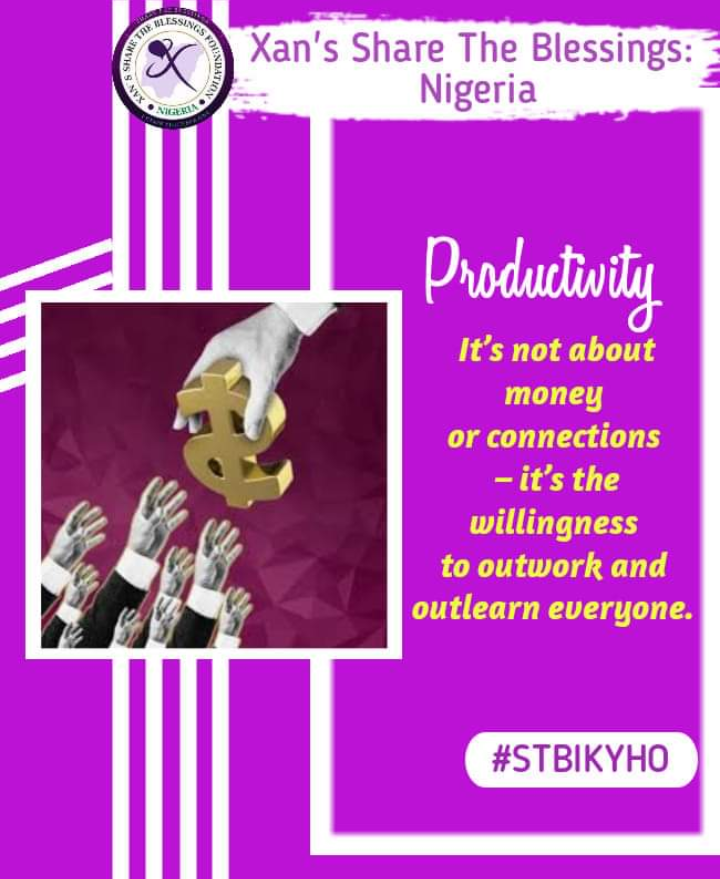 XAN'S SHARE THE BLESSINGS FOUNDATION
• NIGERIA •
Xan's Share The Blessings:
Nigeria
Productivity
It's not about
money
or connections
– it's the
willingness
to outwork and
outlearn everyone.
#STBIKYHO